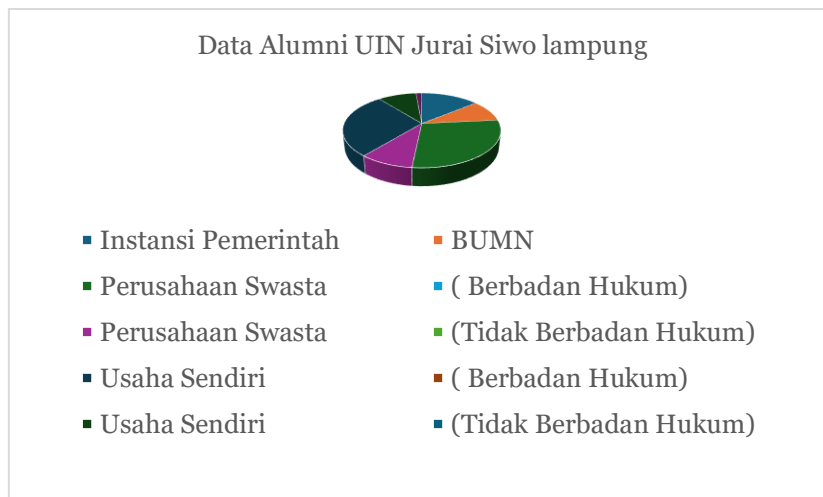 Data Alumni UIN Jurai Siwo lampung
Instansi Pemerintah BUMN
Perusahaan Swasta ( Berbadan Hukum)
Perusahaan Swasta (Tidak Berbadan Hukum)
Usaha Sendiri ( Berbadan Hukum)
Usaha Sendiri (Tidak Berbadan Hukum)